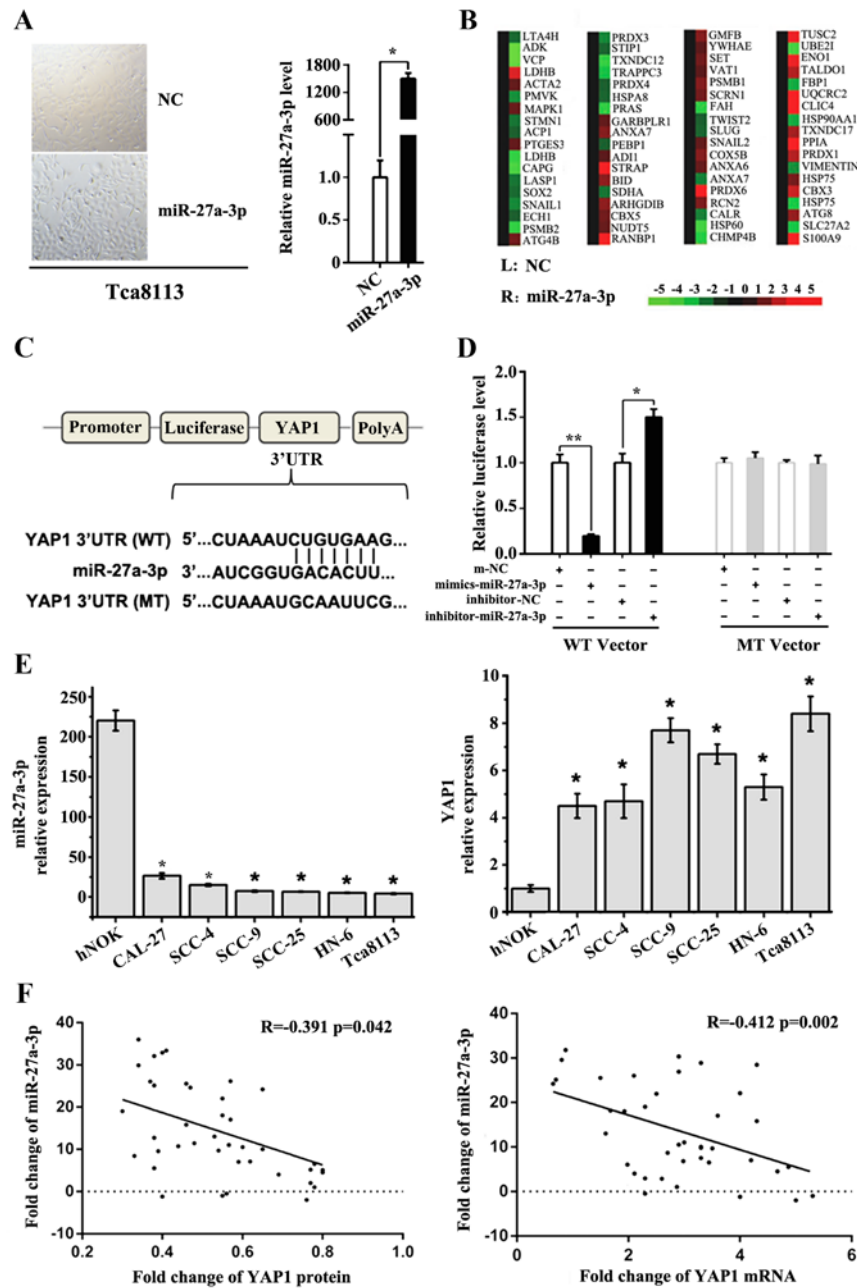 A
NC
miR-27a-3p
Tca8113
Relative miR-27a-3p level
1800
1200
600
1.0
0.5
0.0
*
NC
miR-27a-3p
B
LTA4H
ADK
VCP
LDHB
ACTA2
PMVK
MAPK1
STMN1
ACP1
PTGES3
LDHB
CAPG
LASP1
SOX2
SNAIL1
ECH1
PSMB2
ATG4B
PRDX3
STIP1
TXNDC12
TRAPPC3
PRDX4
HSPA8
PRAS
GARBPLR1
ANXA7
PEBP1
ADI1
STRAP
BID
SDHA
ARHGDIB
CBX5
NUDT5
RANBP1
GMFB
YWHAE
SET
VAT1
PSMB1
SCRN1
FAH
TWIST2
SLUG
SNAIL2
COX5B
ANXA6
ANXA7
PRDX6
RCN2
CALR
HSP60
CHMP4B
TUSC2
UBE2I
ENO1
TALDO1
FBP1
UQCRC2
CLIC4
HSP90AA1
TXNDC17
PPIA
PRDX1
VIMENTIN
HSP75
CBX3
HSP75
ATG8
SLC27A2
S100A9
L: NC
R: miR-27a-3p
-5 -4 -3 -2 -1 0 1 2 3 4 5
C
Promoter Luciferase YAP1 PolyA
3'UTR
YAP1 3'UTR (WT) 5'...CUAAAUCUGUGAAG...
miR-27a-3p 3'...AUCGGUGACACUU...
YAP1 3'UTR (MT) 5'...CUAAAUGCAAUUCG...
D
Relative luciferase level
2.0
1.5
1.0
0.5
0.0
**
*
m-NC + − − − + − − −
mimics-miR-27a-3p − + − − − + − −
inhibitor-NC − − + − − − + −
inhibitor-miR-27a-3p − − − + − − − +
WT Vector MT Vector
E
miR-27a-3p
relative expression
250
200
150
100
50
25
0
* * * * * *
hNOK CAL-27 SCC-4 SCC-9 SCC-25 HN-6 Tca8113
YAP1
relative expression
10
8
6
4
2
0
* * * * * *
hNOK CAL-27 SCC-4 SCC-9 SCC-25 HN-6 Tca8113
F
Fold change of miR-27a-3p
40
30
20
10
0
-10
R=-0.391 p=0.042
0.2 0.4 0.6 0.8 1.0
Fold change of YAP1 protein
Fold change of miR-27a-3p
40
30
20
10
0
-10
R=-0.412 p=0.002
0 2 4 6
Fold change of YAP1 mRNA